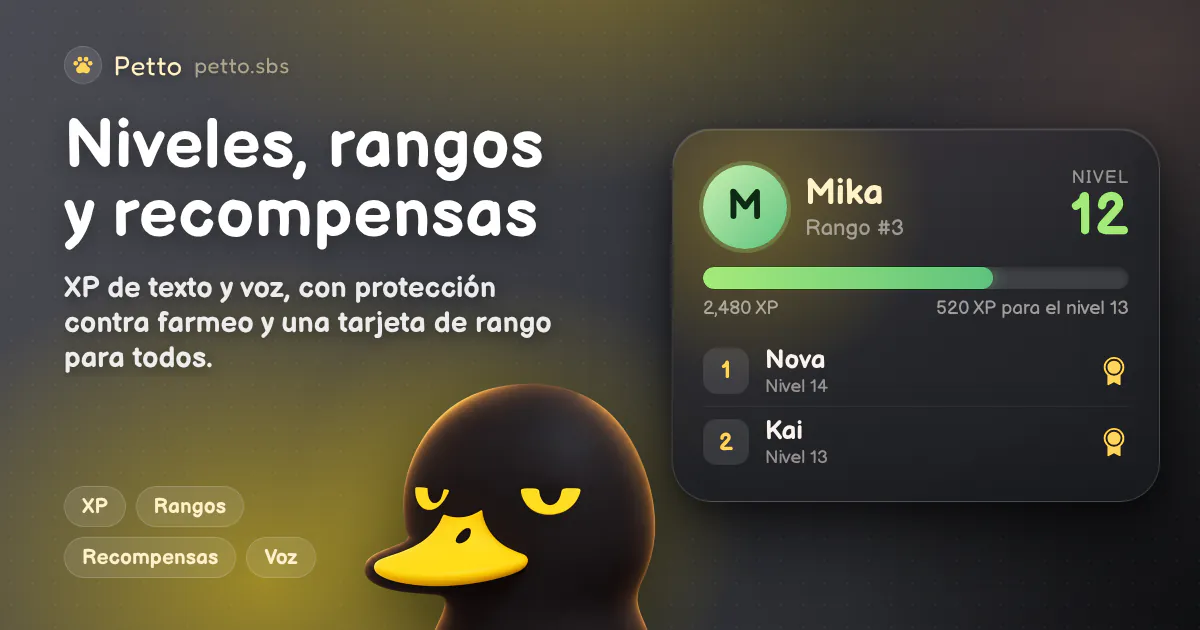 Petto petto.sbs
Niveles, rangos
y recompensas
XP de texto y voz, con protección
contra farmeo y una tarjeta de rango
para todos.
XP
Rangos
Recompensas
Voz
M
Mika
Rango #3
NIVEL
12
2,480 XP
520 XP para el nivel 13
1
Nova
Nivel 14
2
Kai
Nivel 13